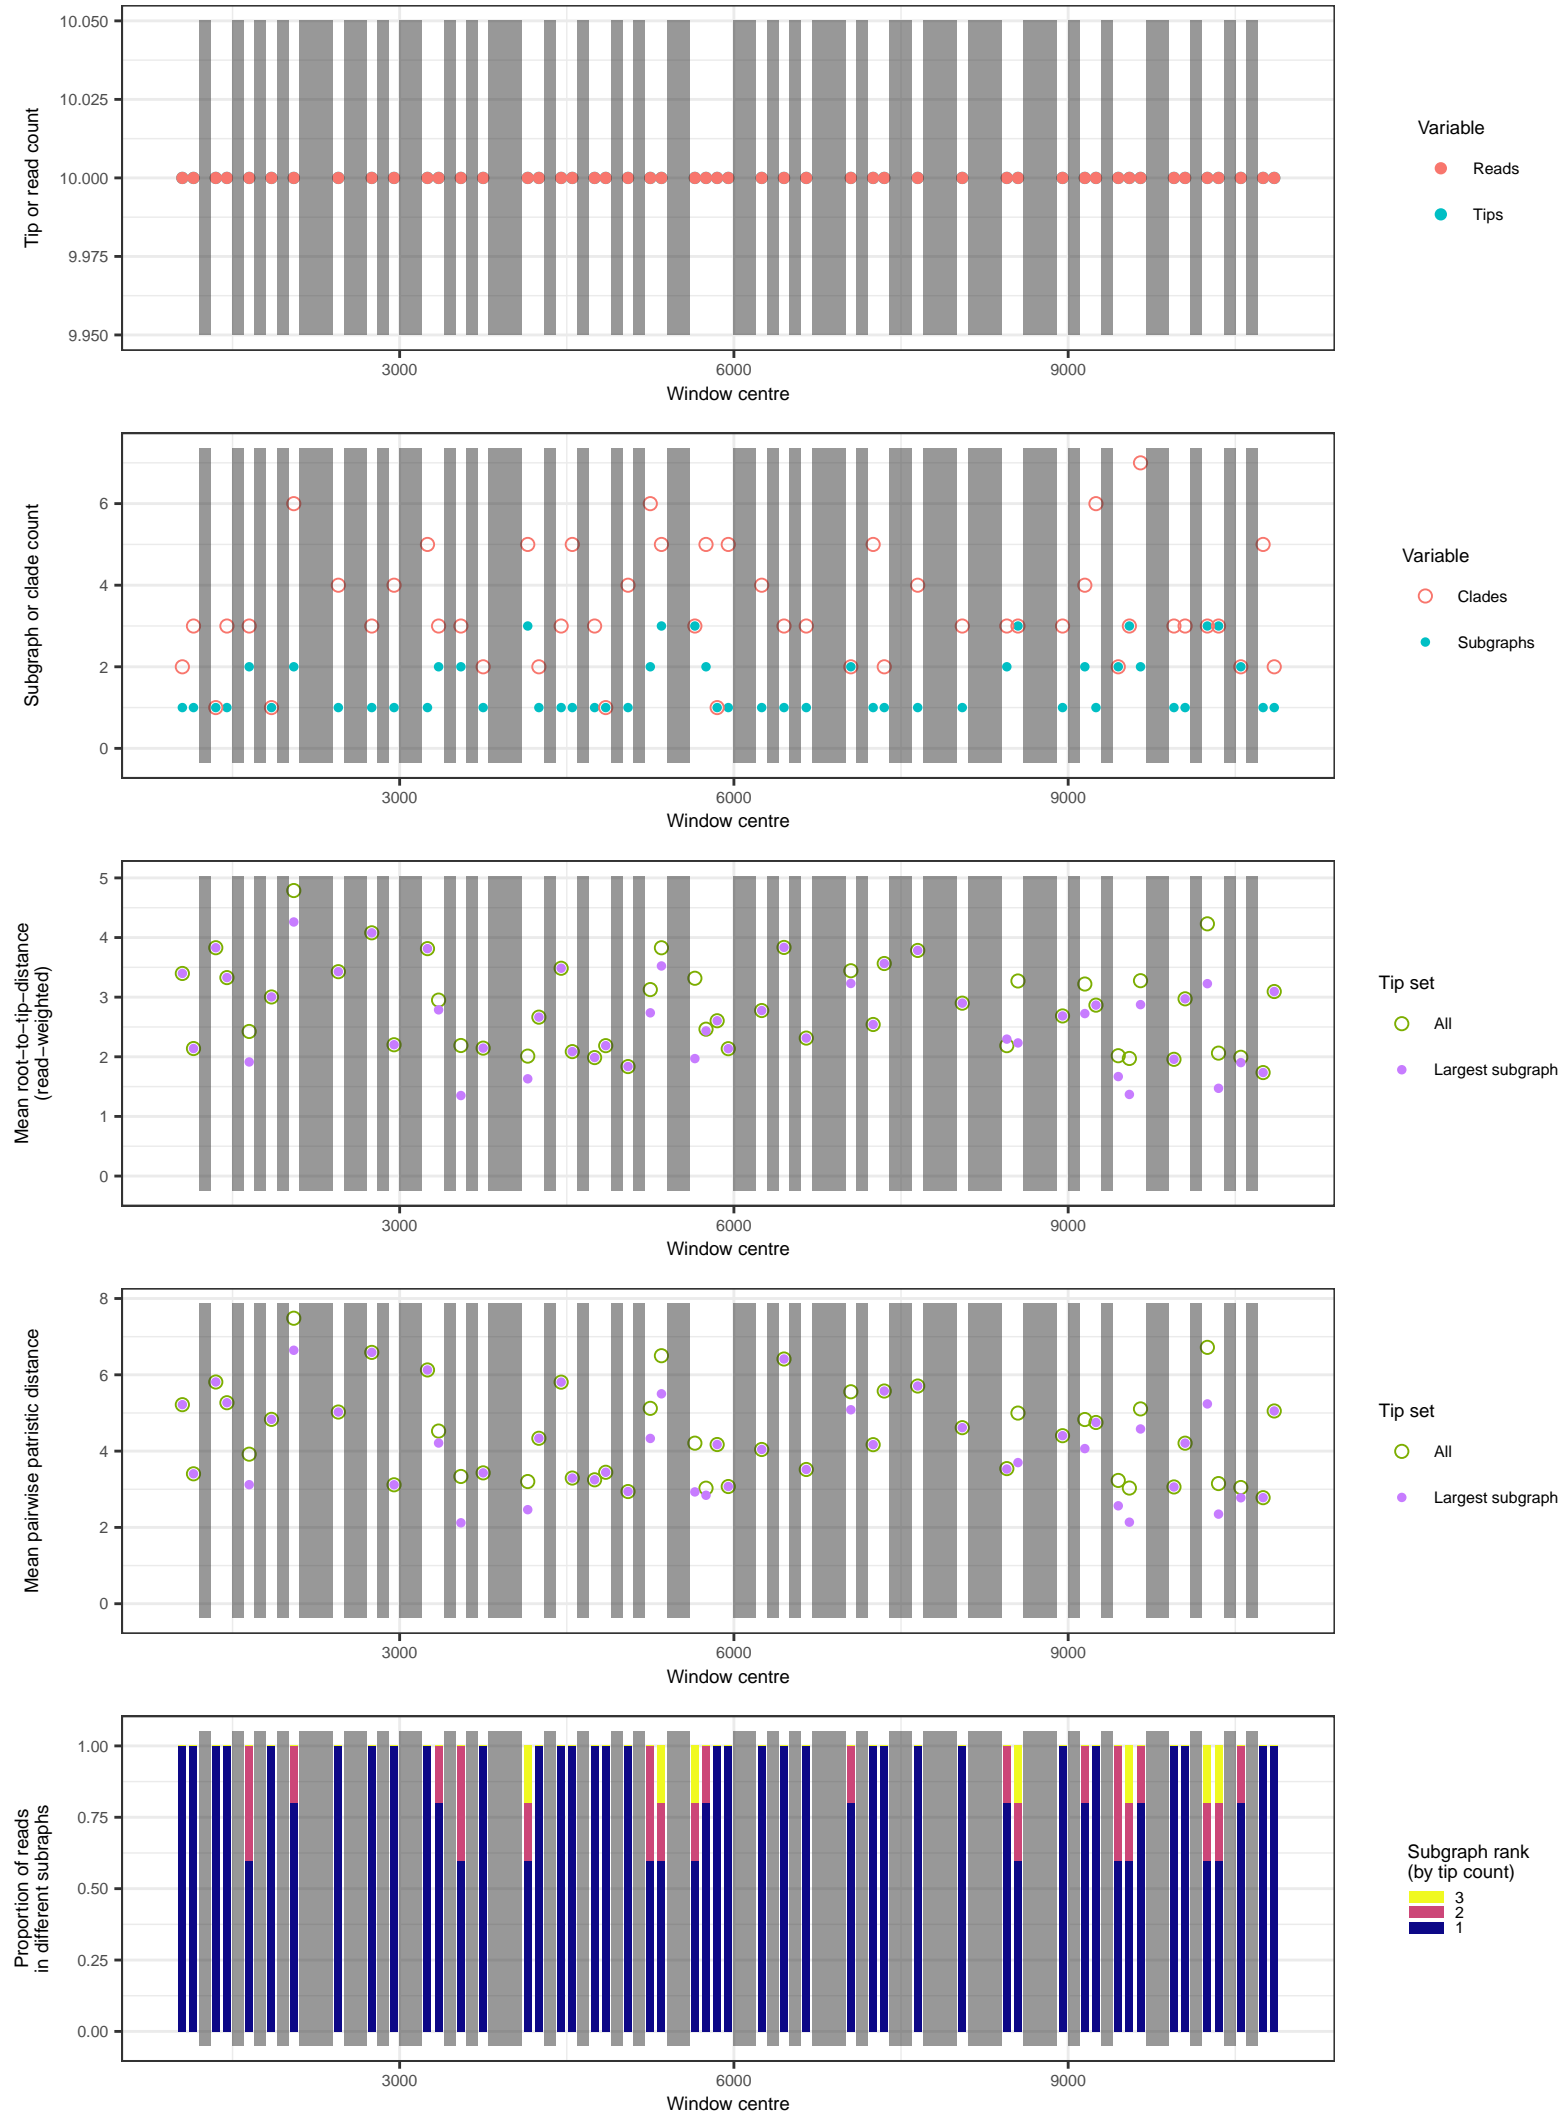 10.050
10.025
10.000
9.975
9.950
Tip or read count
3000 6000 9000
Window centre
Variable
Reads
Tips
6
4
2
0
Subgraph or clade count
3000 6000 9000
Window centre
Variable
Clades
Subgraphs
5
4
3
2
1
0
Mean root−to−tip−distance
(read−weighted)
3000 6000 9000
Window centre
Tip set
All
Largest subgraph
8
6
4
2
0
Mean pairwise patristic distance
3000 6000 9000
Window centre
Tip set
All
Largest subgraph
1.00
0.75
0.50
0.25
0.00
Proportion of reads
in different subraphs
3000 6000 9000
Window centre
Subgraph rank
(by tip count)
3
2
1